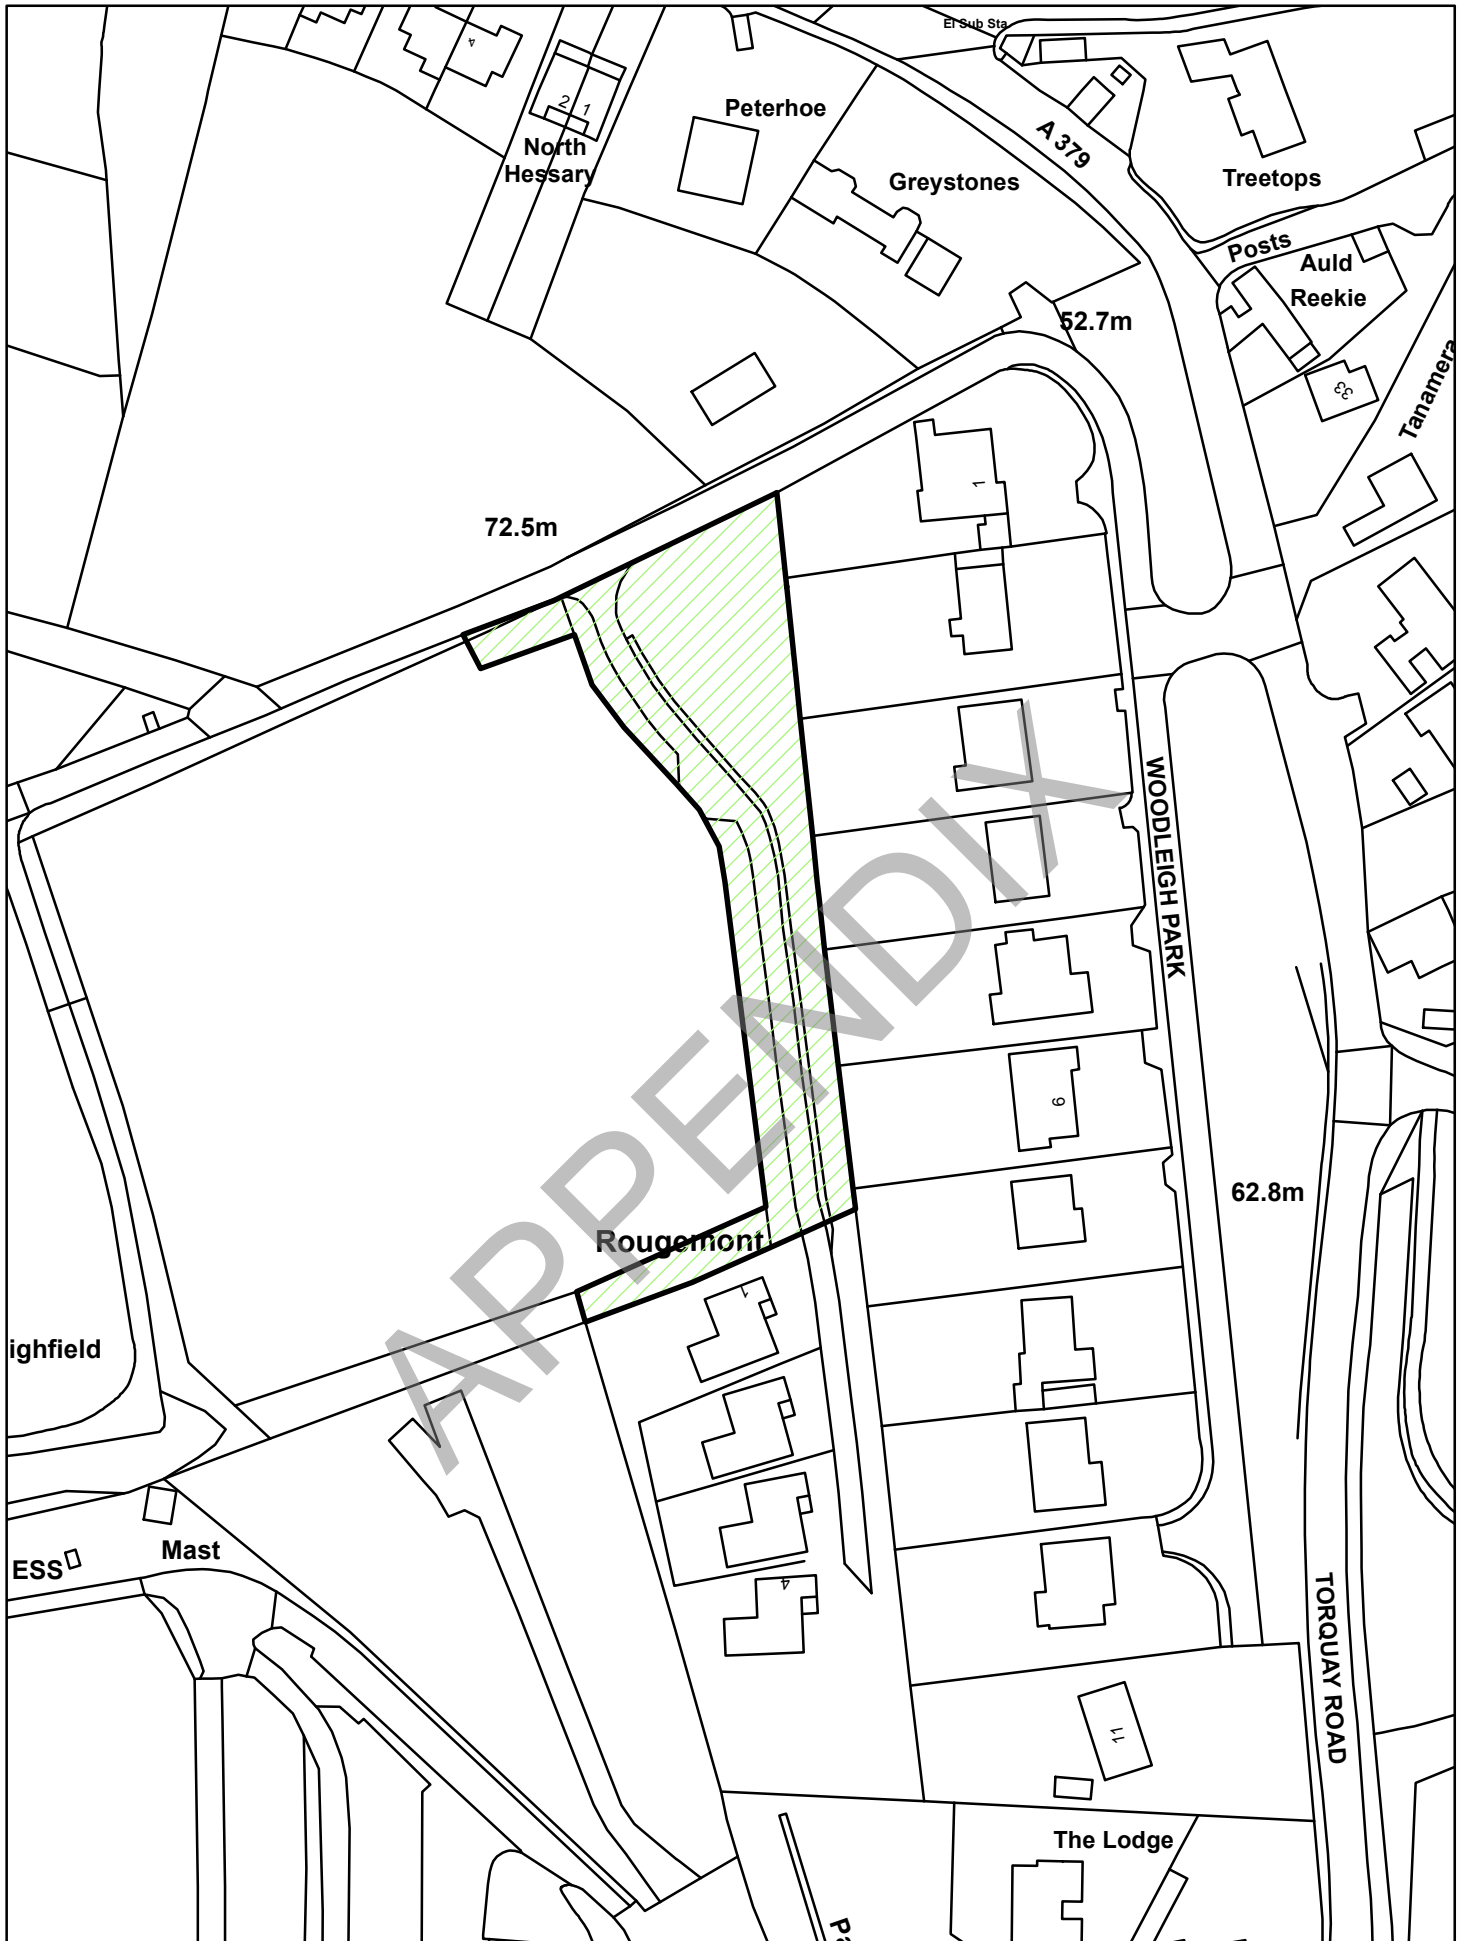 El Sub Sta
4
2
1
North
Hessary
Peterhoe
Greystones
A 379
Treetops
Posts
Auld
Reekie
52.7m
33
Tanamera
1
72.5m
WOODLEIGH PARK
APPENDIX
62.8m
Rougemont
1
ighfield
Mast
ESS
4
TORQUAY ROAD
11
The Lodge